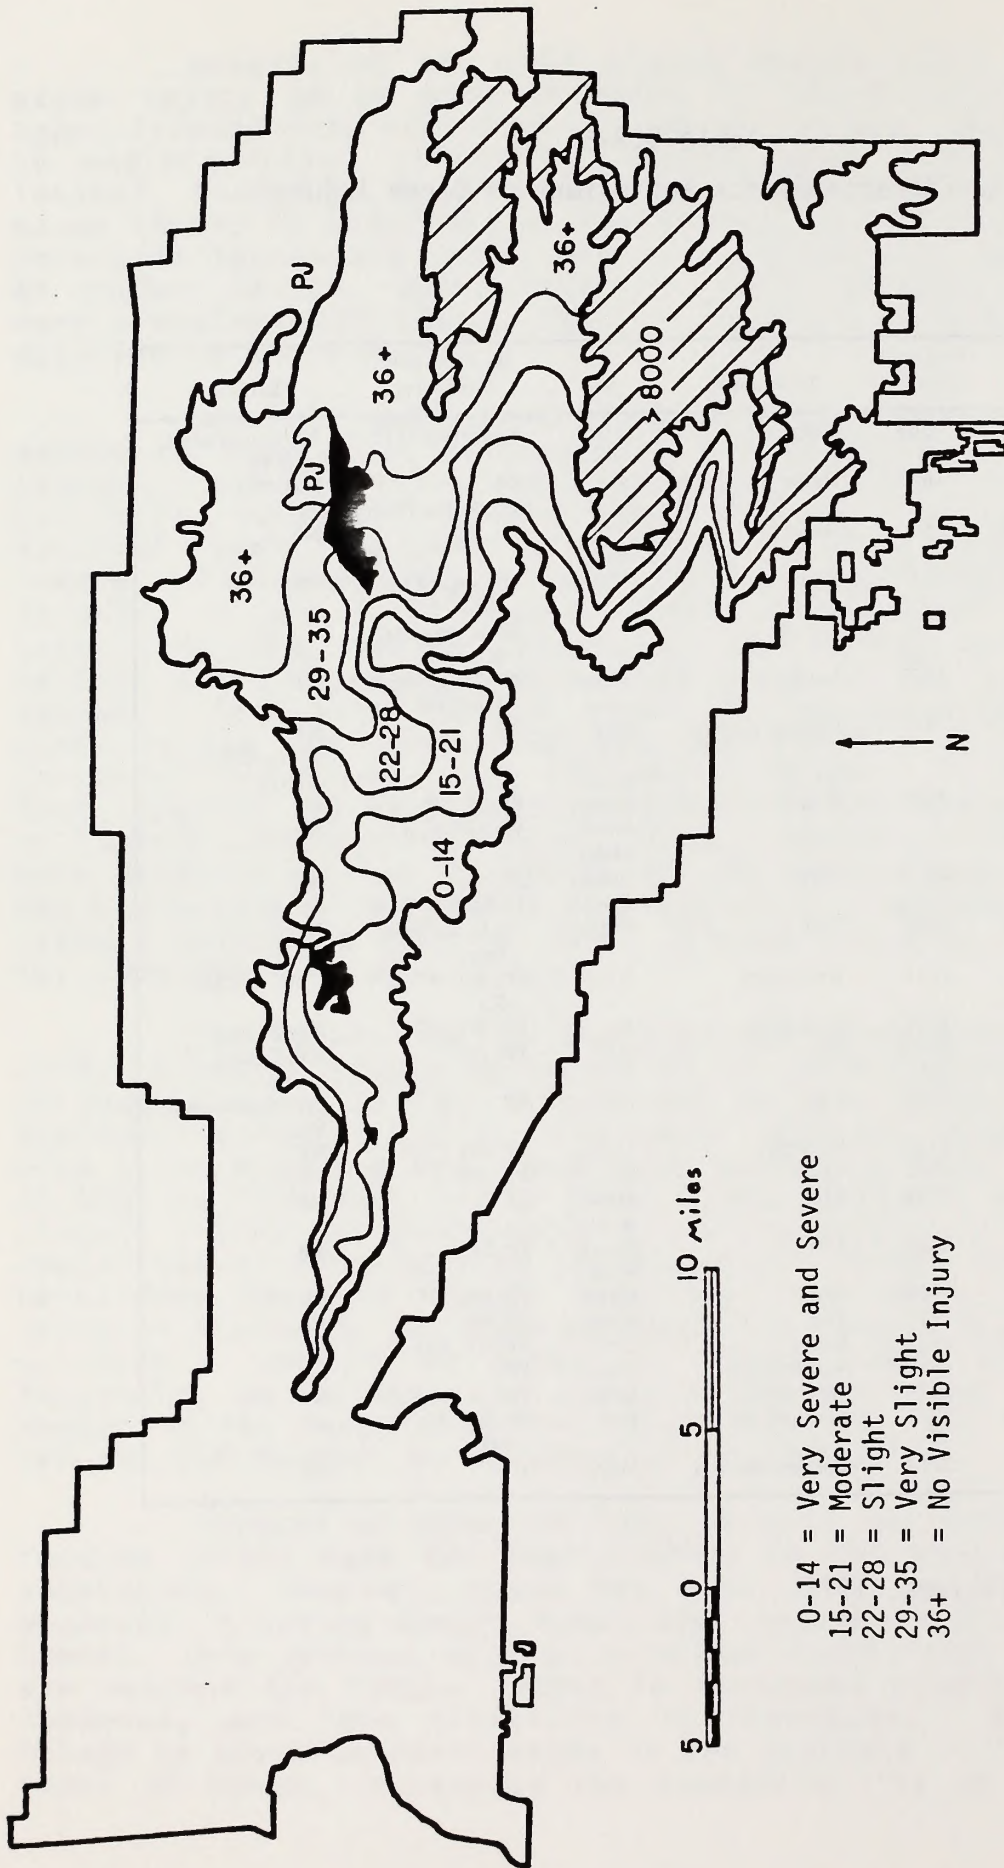 PJ
36+
PJ
36+
36+
29-35
22-28
15-21
0-14
>8000
N
5 0 5 10 Miles
0-14 = Very Severe and Severe
15-21 = Moderate
22-28 = Slight
29-35 = Very Slight
36+ = No Visible Injury